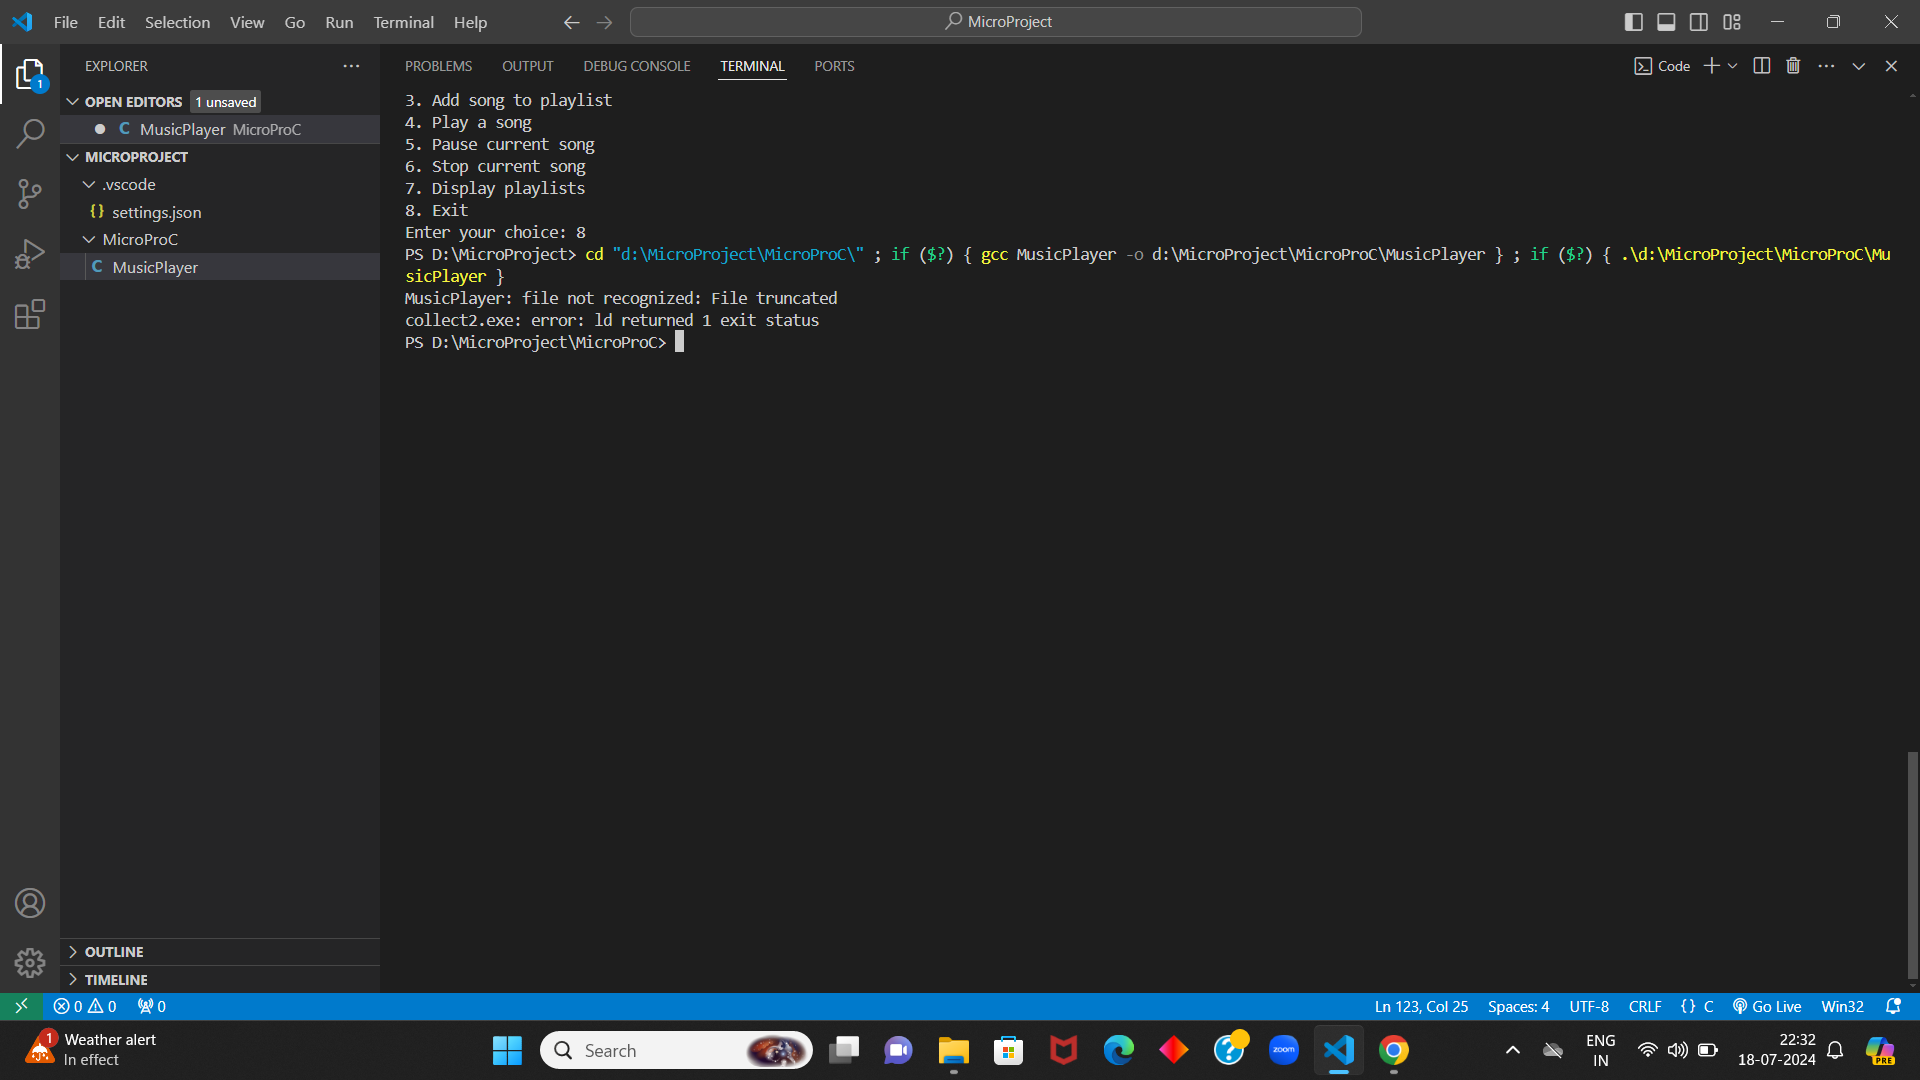 File Edit Selection View Go Run Terminal Help
MicroProject
EXPLORER
1
OPEN EDITORS 1 unsaved
C MusicPlayer MicroProC
MICROPROJECT
.vscode
{} settings.json
MicroProC
C MusicPlayer
OUTLINE
TIMELINE
PROBLEMS OUTPUT DEBUG CONSOLE TERMINAL PORTS
Code
3. Add song to playlist
4. Play a song
5. Pause current song
6. Stop current song
7. Display playlists
8. Exit
Enter your choice: 8
PS D:\MicroProject> cd "d:\MicroProject\MicroProC\" ; if ($?) { gcc MusicPlayer -o d:\MicroProject\MicroProC\MusicPlayer } ; if ($?) { .\d:\MicroProject\MicroProC\Mu
sicPlayer }
MusicPlayer: file not recognized: File truncated
collect2.exe: error: ld returned 1 exit status
PS D:\MicroProject\MicroProC>
0 0 0
Ln 123, Col 25 Spaces: 4 UTF-8 CRLF {} C Go Live Win32
1
Weather alert
In effect
Search
zoom
ENG
IN
22:32
18-07-2024
PRE